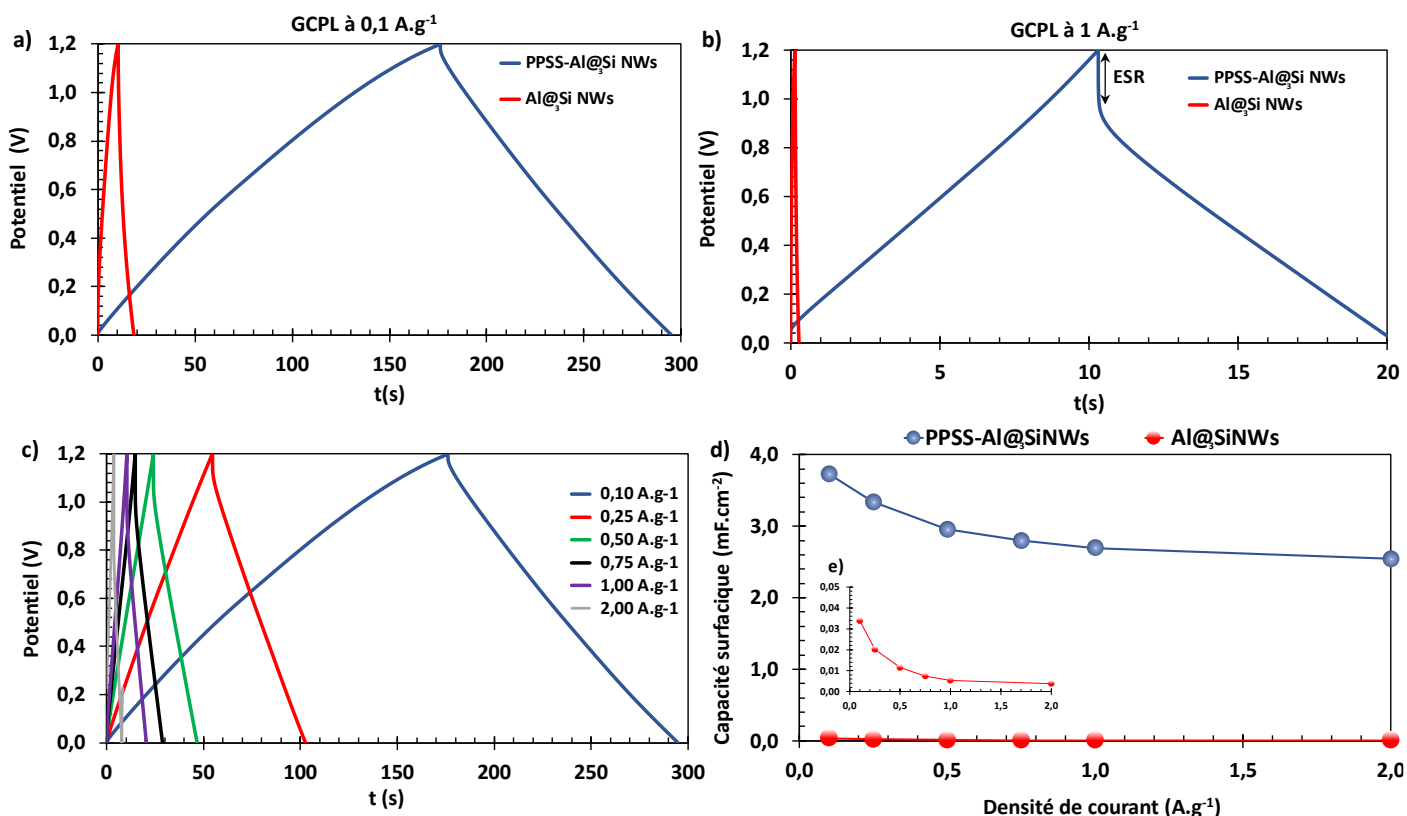 GCPL à 0,1 A.g-1
a)
1,2
1,0
0,8
0,6
0,4
0,2
0,0
Potentiel (V)
PPSS-Al@3Si NWs
Al@3Si NWs
0 50 100 150 200 250 300
t(s)
GCPL à 1 A.g-1
b)
1,2
1,0
0,8
0,6
0,4
0,2
0,0
Potentiel (V)
ESR
PPSS-Al@3Si NWs
Al@3Si NWs
0 5 10 15 20
t(s)
c)
1,2
1,0
0,8
0,6
0,4
0,2
0,0
Potentiel (V)
0,10 A.g-1
0,25 A.g-1
0,50 A.g-1
0,75 A.g-1
1,00 A.g-1
2,00 A.g-1
0 50 100 150 200 250 300
t (s)
PPSS-Al@3SiNWs Al@3SiNWs
d)
4,0
3,0
2,0
1,0
0,0
Capacité surfacique (mF.cm-2)
e)
0,05
0,04
0,03
0,02
0,01
0,00
0,0 0,5 1,0 1,5 2,0
0,0 0,5 1,0 1,5 2,0
Densité de courant (A.g-1)